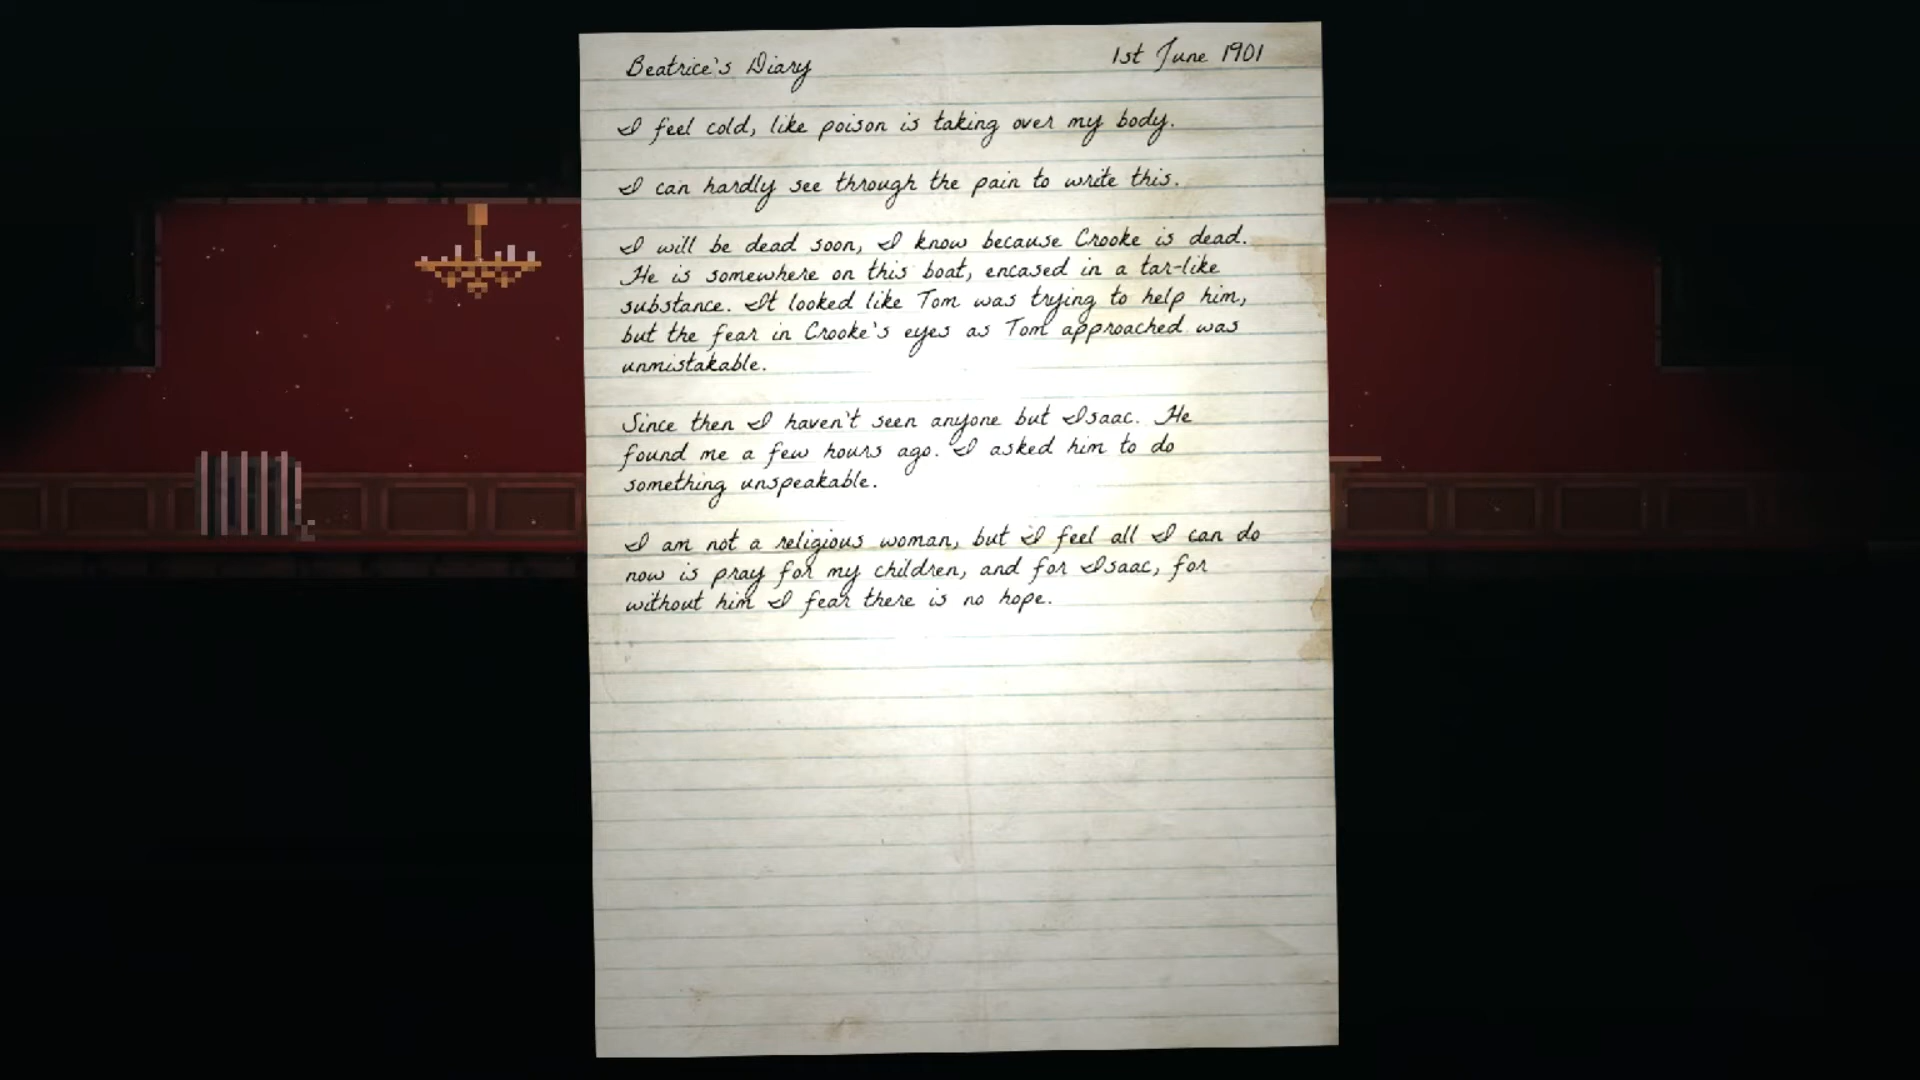 Beatrice's Diary
1st June 1901
I feel cold, like poison is taking over my body.
I can hardly see through the pain to write this.
I will be dead soon, I know because Crooke is dead.
He is somewhere on this boat, encased in a tar-like
substance. It looked like Tom was trying to help him,
but the fear in Crooke's eyes as Tom approached was
unmistakable.
Since then I haven't seen anyone but Isaac. He
found me a few hours ago. I asked him to do
something unspeakable.
I am not a religious woman, but I feel all I can do
now is pray for my children, and for Isaac, for
without him I fear there is no hope.